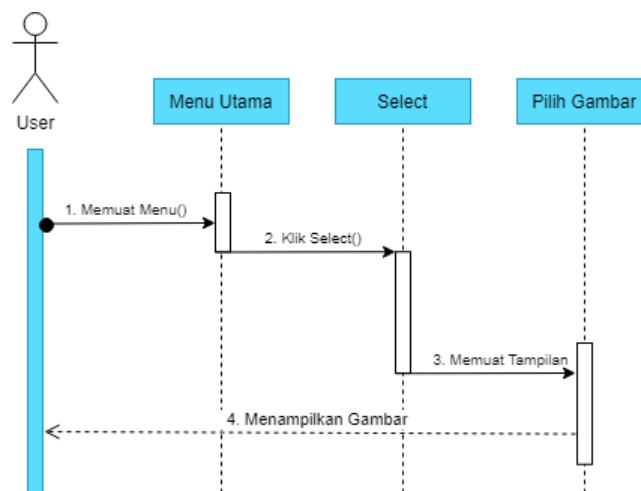 User
Menu Utama
Select
Pilih Gambar
1. Memuat Menu()
2. Klik Select()
3. Memuat Tampilan
4. Menampilkan Gambar